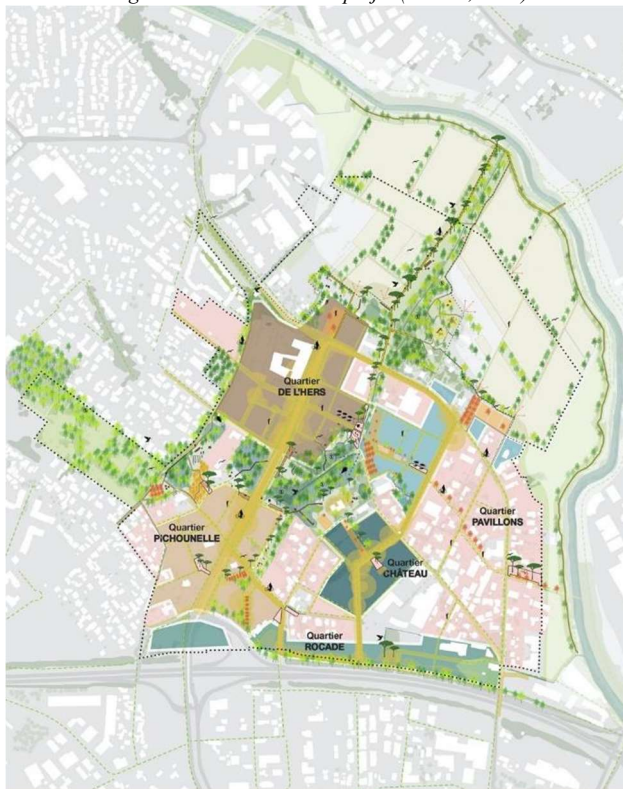 Quartier
DE L'HERS
Quartier
PiCHOUNELLE
Quartier
PAVILLONS
Quartier
CHÂTEAU
Quartier
ROCADE